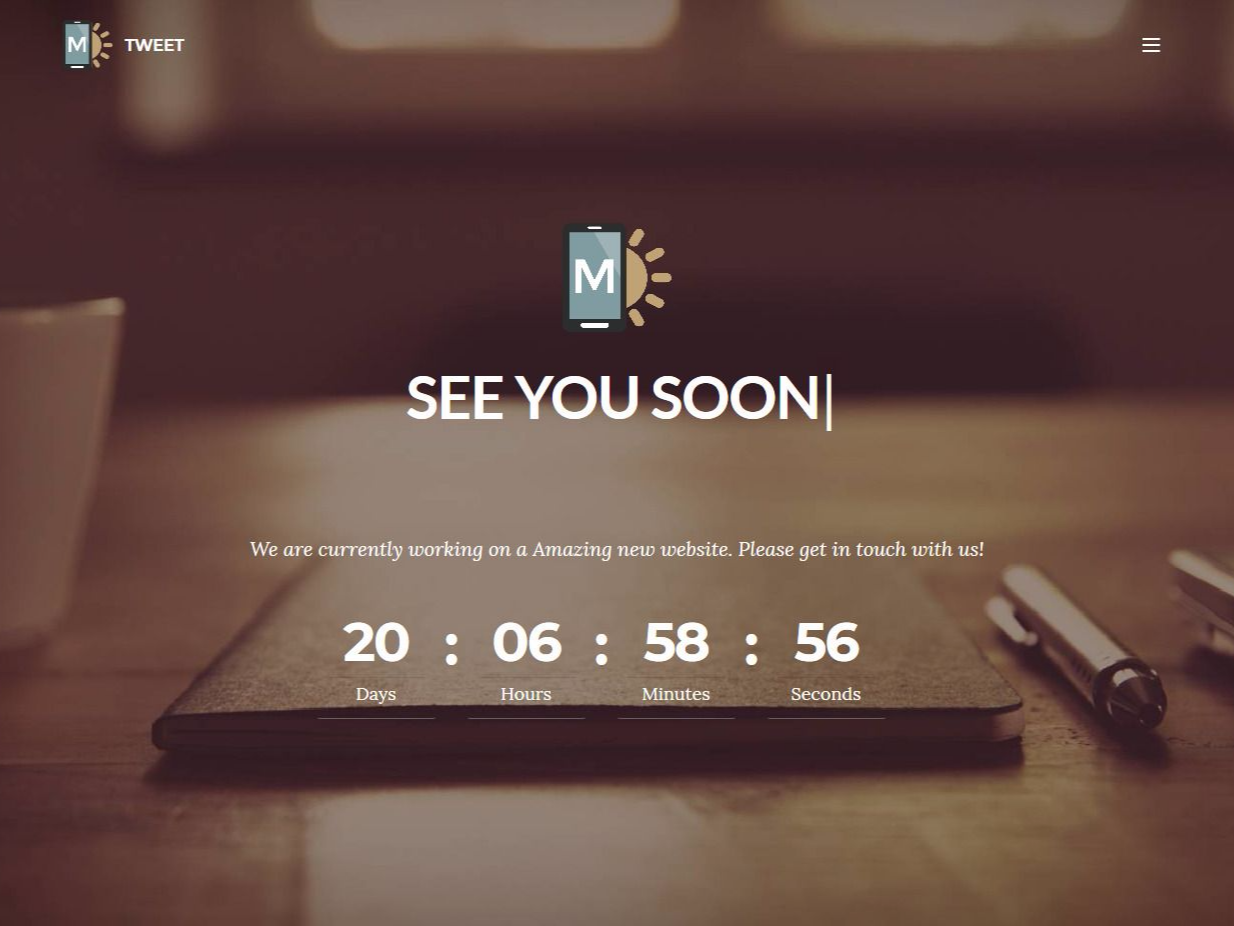 M TWEET
M
SEE YOU SOON|
We are currently working on a Amazing new website. Please get in touch with us!
20 : 06 : 58 : 56
Days Hours Minutes Seconds